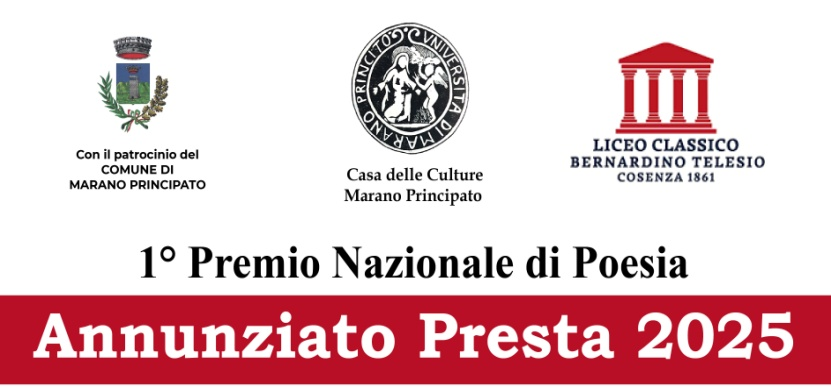 Con il patrocinio del
COMUNE DI
MARANO PRINCIPATO
UNIVERSITA DI MARANO PRINCIPATO
Casa delle Culture
Marano Principato
LICEO CLASSICO
BERNARDINO TELESIO
COSENZA 1861
1° Premio Nazionale di Poesia
Annunziato Presta 2025